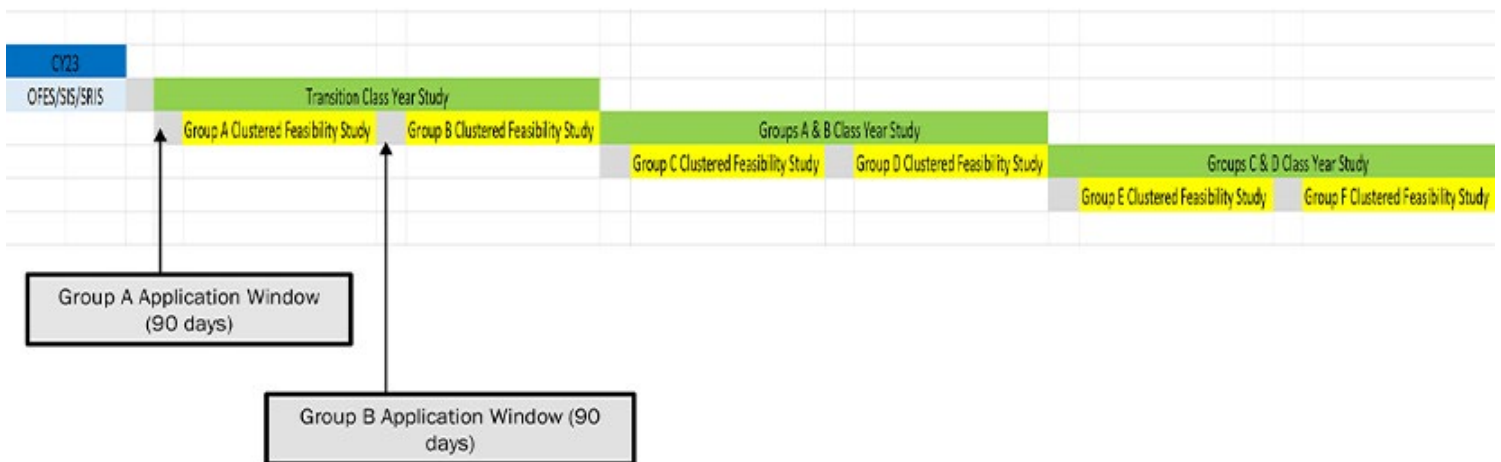 CY23
OFES/SIS/SRIS
Transition Class Year Study
Group A Clustered Feasibility Study
Group B Clustered Feasibility Study
Groups A & B Class Year Study
Group C Clustered Feasibility Study
Group D Clustered Feasibility Study
Groups C & D Class Year Study
Group E Clustered Feasibility Study
Group F Clustered Feasibility Study
Group A Application Window
(90 days)
Group B Application Window (90
days)